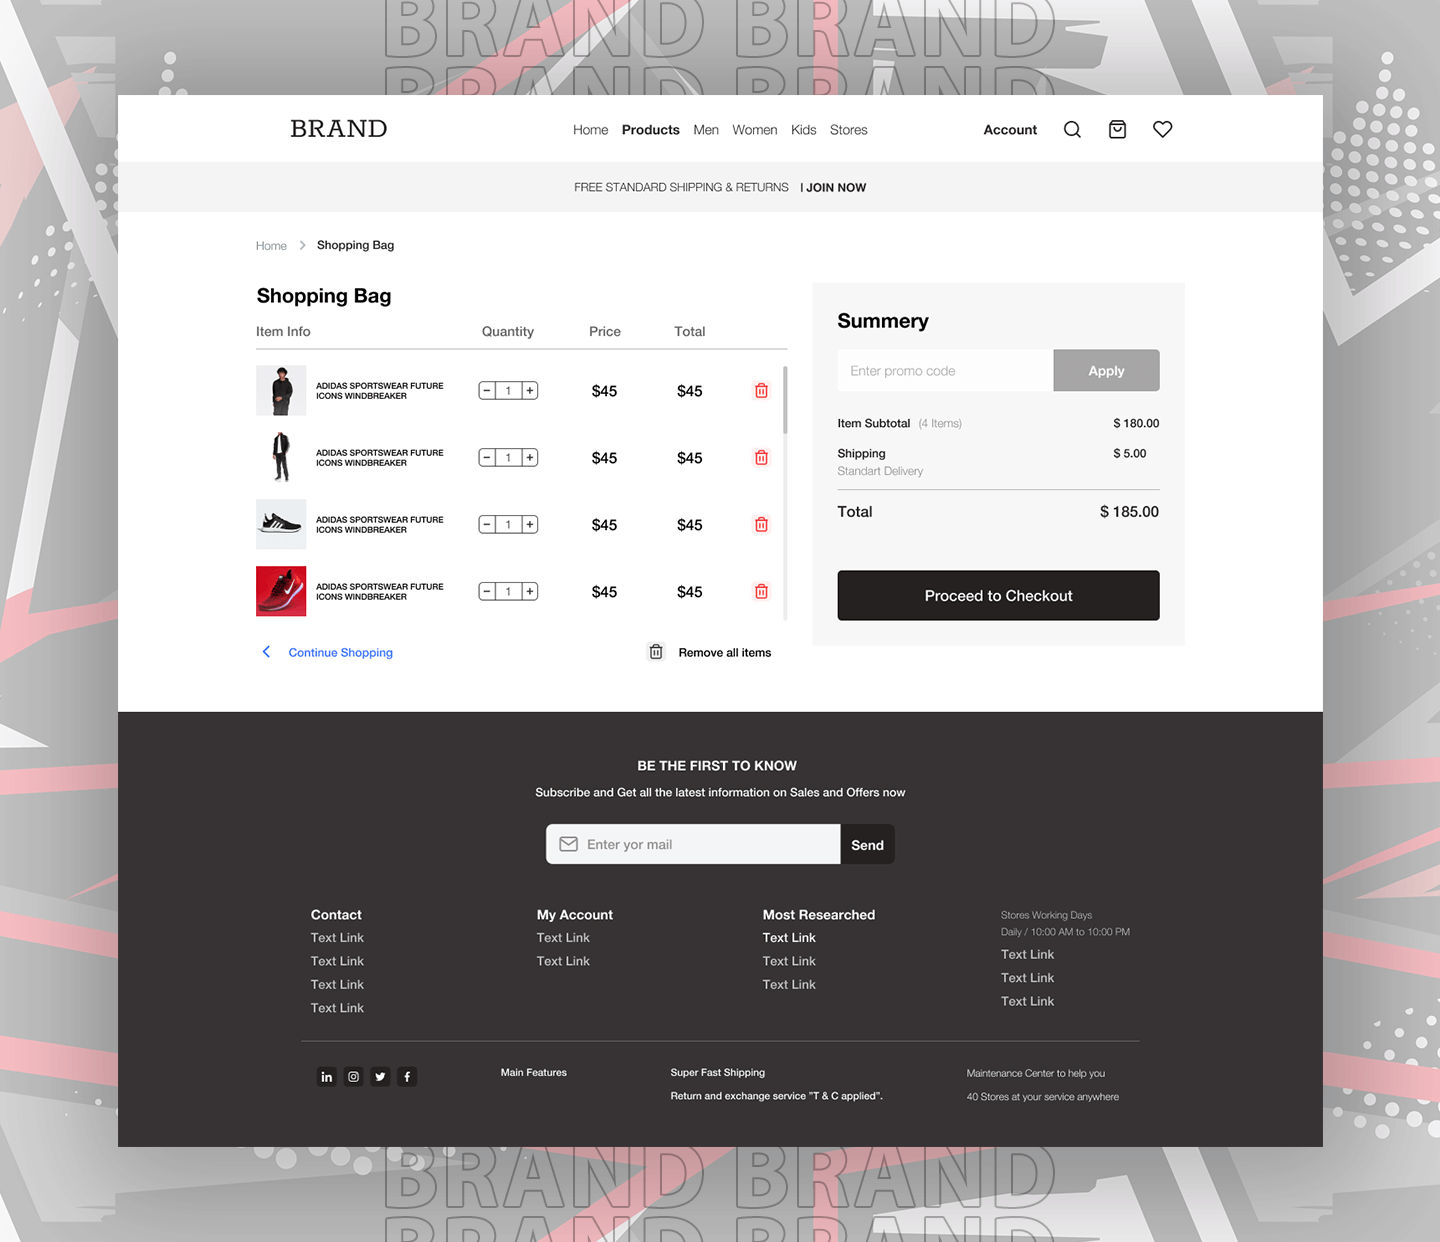 BRAND BRAND
BRAND BRAND
BRAND
Home Products Men Women Kids Stores
Account
FREE STANDARD SHIPPING & RETURNS | JOIN NOW
Home > Shopping Bag
Shopping Bag
Item Info Quantity Price Total
ADIDAS SPORTSWEAR FUTURE
ICONS WINDBREAKER
- 1 + $45 $45
ADIDAS SPORTSWEAR FUTURE
ICONS WINDBREAKER
- 1 + $45 $45
ADIDAS SPORTSWEAR FUTURE
ICONS WINDBREAKER
- 1 + $45 $45
ADIDAS SPORTSWEAR FUTURE
ICONS WINDBREAKER
- 1 + $45 $45
Continue Shopping
Remove all items
Summery
Enter promo code Apply
Item Subtotal (4 Items) $ 180.00
Shipping $ 5.00
Standart Delivery
Total $ 185.00
Proceed to Checkout
BE THE FIRST TO KNOW
Subscribe and Get all the latest information on Sales and Offers now
Enter yor mail Send
Contact
Text Link
Text Link
Text Link
Text Link
My Account
Text Link
Text Link
Most Researched
Text Link
Text Link
Text Link
Stores Working Days
Daily / 10:00 AM to 10:00 PM
Text Link
Text Link
Text Link
Main Features
Super Fast Shipping
Return and exchange service "T & C applied".
Maintenance Center to help you
40 Stores at your service anywhere
BRAND BRAND
BRAND BRAND